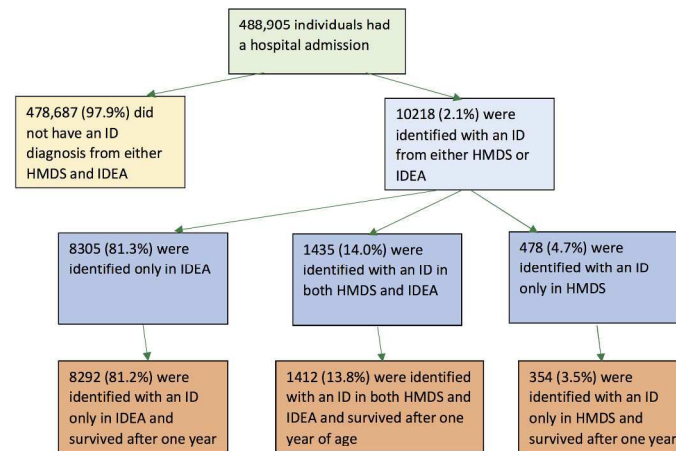 488,905 individuals had
a hospital admission
478,687 (97.9%) did
not have an ID
diagnosis from either
HMDS and IDEA
10218 (2.1%) were
identified with an ID
from either HMDS or
IDEA
8305 (81.3%) were
identified only in IDEA
1435 (14.0%) were
identified with an ID in
both HMDS and IDEA
478 (4.7%) were
identified with an ID
only in HMDS
8292 (81.2%) were
identified with an ID
only in IDEA and
survived after one year
1412 (13.8%) were identified
with an ID in both HMDS and
IDEA and survived after one
year of age
354 (3.5%) were
identified with an ID
only in HMDS and
survived after one year